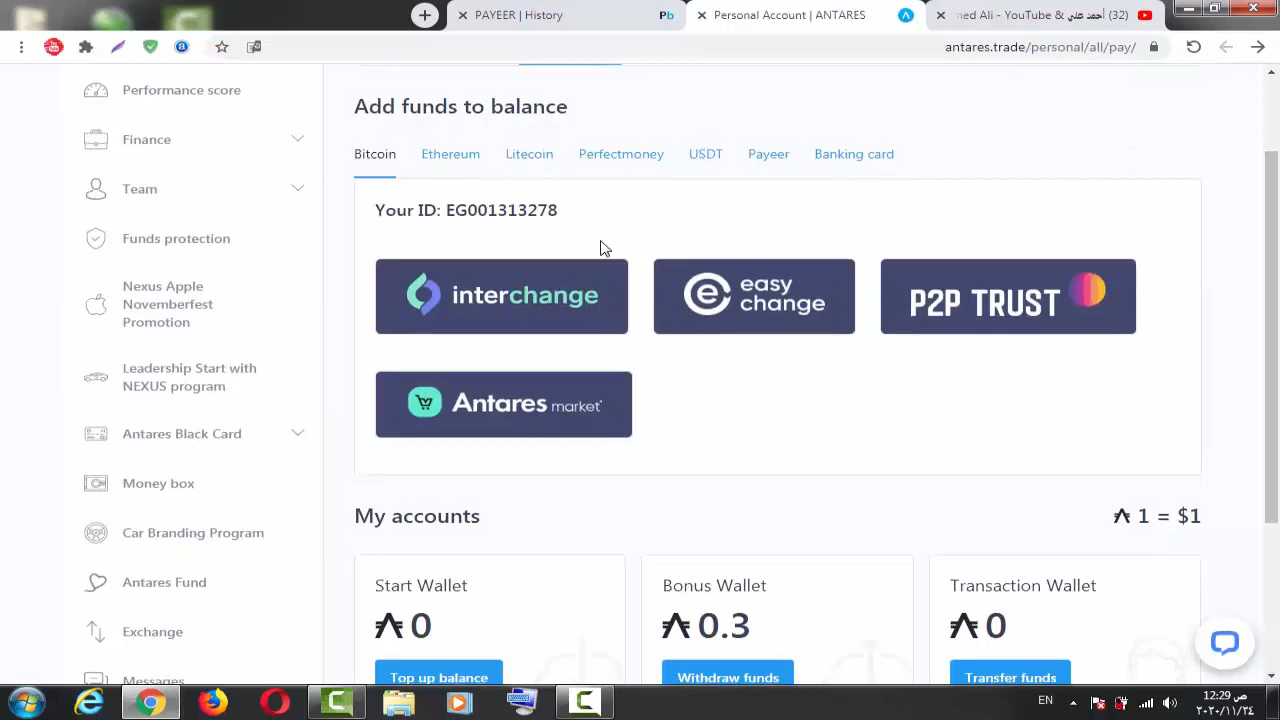 PAYEER | History
Pb
Personal Account | ANTARES
ned Ali - YouTube & أحمد علي (32)
antares.trade/personal/all/pay/
Performance score
Finance
Team
Funds protection
Nexus Apple
Novemberfest
Promotion
Leadership Start with
NEXUS program
Antares Black Card
Money box
Car Branding Program
Antares Fund
Exchange
Messages
Add funds to balance
Bitcoin
Ethereum
Litecoin
Perfectmoney
USDT
Payeer
Banking card
Your ID: EG001313278
interchange
easy
change
P2P TRUST
Antares market
My accounts
1 = $1
Start Wallet
0
Top up balance
Bonus Wallet
0.3
Withdraw funds
Transaction Wallet
0
Transfer funds
EN
12:29 ص
٢٠٢٠/١١/٢٤